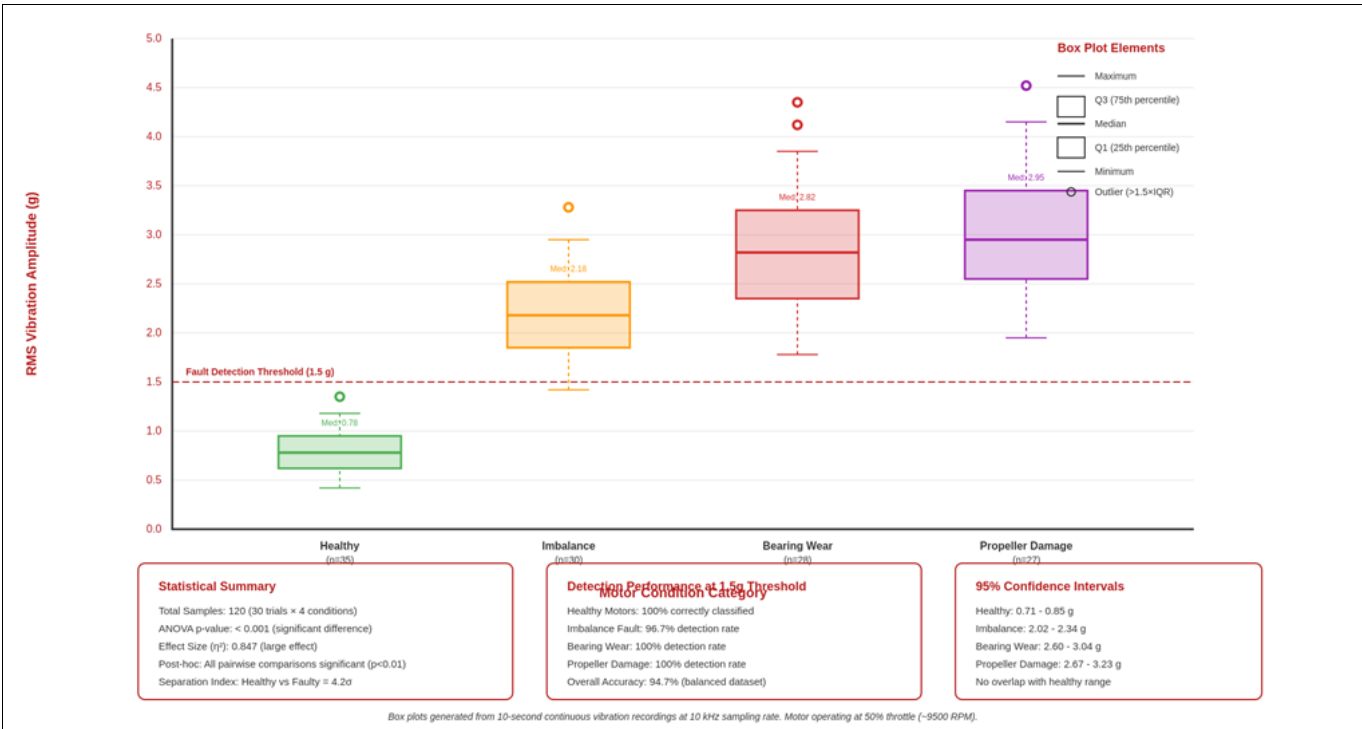 5.0
4.5
4.0
3.5
3.0
2.5
2.0
1.5
1.0
0.5
0.0
RMS Vibration Amplitude (g)
Fault Detection Threshold (1.5 g)
Med: 0.78
Med: 2.18
Med: 2.82
Med: 2.95
Box Plot Elements
Maximum
Q3 (75th percentile)
Median
Q1 (25th percentile)
Minimum
Outlier (>1.5×IQR)
Healthy
(n=35)
Imbalance
(n=30)
Bearing Wear
(n=28)
Propeller Damage
(n=27)
Motor Condition Category
Statistical Summary
Total Samples: 120 (30 trials × 4 conditions)
ANOVA p-value: < 0.001 (significant difference)
Effect Size (η²): 0.847 (large effect)
Post-hoc: All pairwise comparisons significant (p<0.01)
Separation Index: Healthy vs Faulty = 4.2σ
Detection Performance at 1.5g Threshold
Healthy Motors: 100% correctly classified
Imbalance Fault: 96.7% detection rate
Bearing Wear: 100% detection rate
Propeller Damage: 100% detection rate
Overall Accuracy: 94.7% (balanced dataset)
95% Confidence Intervals
Healthy: 0.71 - 0.85 g
Imbalance: 2.02 - 2.34 g
Bearing Wear: 2.60 - 3.04 g
Propeller Damage: 2.67 - 3.23 g
No overlap with healthy range
Box plots generated from 10-second continuous vibration recordings at 10 kHz sampling rate. Motor operating at 50% throttle (~9500 RPM).